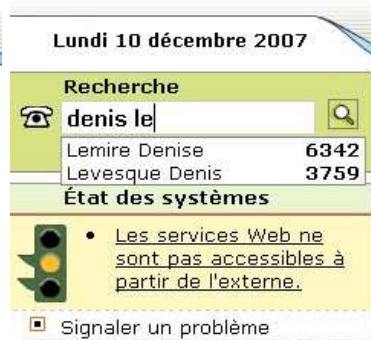 Lundi 10 décembre 2007
Recherche
denis le
Lemire Denise 6342
Levesque Denis 3759
État des systèmes
• Les services Web ne
sont pas accessibles à
partir de l'externe.
Signaler un problème